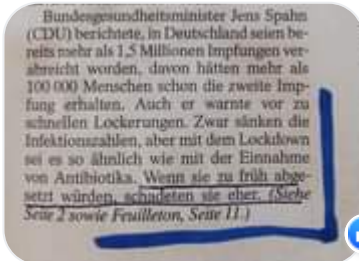 Bundesgesundheitsminister Jens Spahn
(CDU) berichtete, in Deutschland seien be-
reits mehr als 1,5 Millionen Impfungen ver-
abreicht worden, davon hätten mehr als
100 000 Menschen schon die zweite Imp-
fung erhalten. Auch er warnte vor zu
schnellen Lockerungen. Zwar sänken die
Infektionszahlen, aber mit dem Lockdown
sei es so ähnlich wie mit der Einnahme
von Antibiotika. Wenn sie zu früh abge-
setzt würden, schadeten sie eher. (Siehe
Seite 2 sowie Feuilleton, Seite 11.)